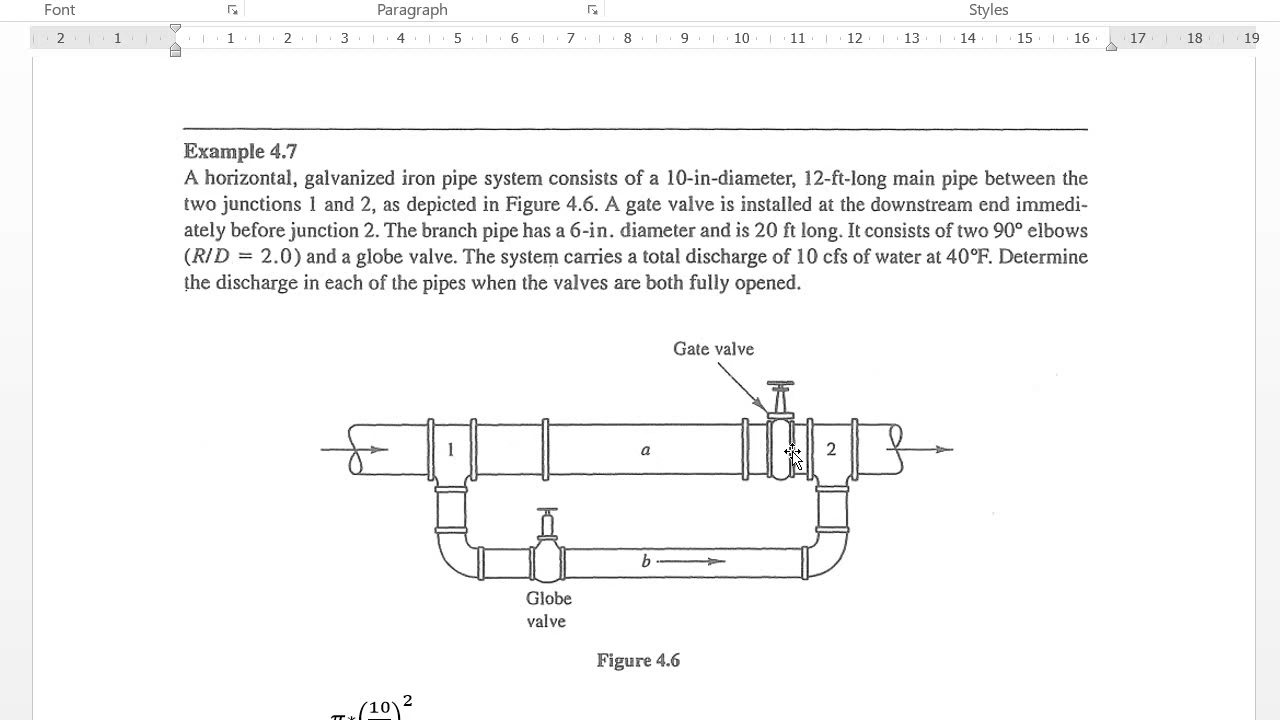 Font Paragraph Styles
2 1 1 2 3 4 5 6 7 8 9 10 11 12 13 14 15 16 17 18 19
Example 4.7
A horizontal, galvanized iron pipe system consists of a 10-in-diameter, 12-ft-long main pipe between the
two junctions 1 and 2, as depicted in Figure 4.6. A gate valve is installed at the downstream end immedi-
ately before junction 2. The branch pipe has a 6-in. diameter and is 20 ft long. It consists of two 90° elbows
(R/D = 2.0) and a globe valve. The system carries a total discharge of 10 cfs of water at 40°F. Determine
the discharge in each of the pipes when the valves are both fully opened.
Gate valve
1 a 2
b
Globe
valve
Figure 4.6
π*(10)²